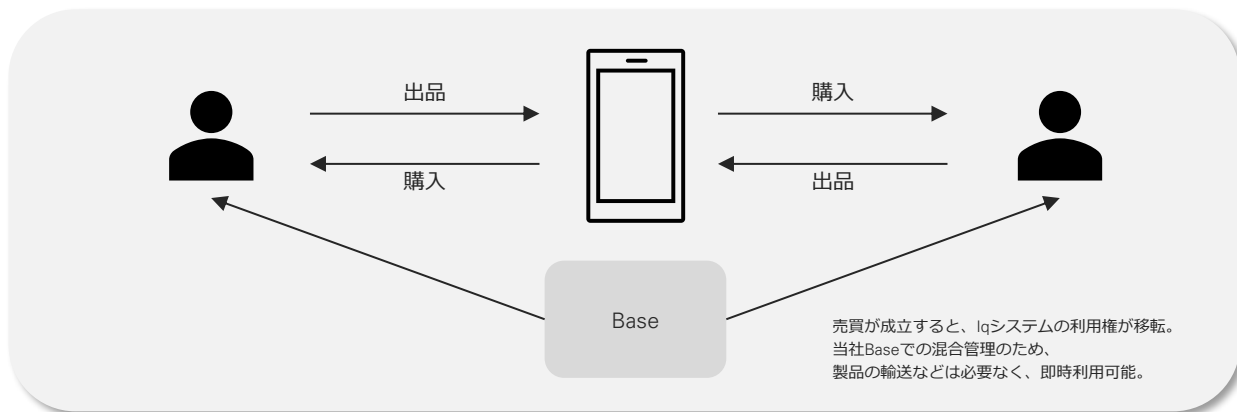 出品
購入
購入
出品
Base
売買が成立すると、Iqシステムの利用権が移転。
当社Baseでの混合管理のため、
製品の輸送などは必要なく、即時利用可能。